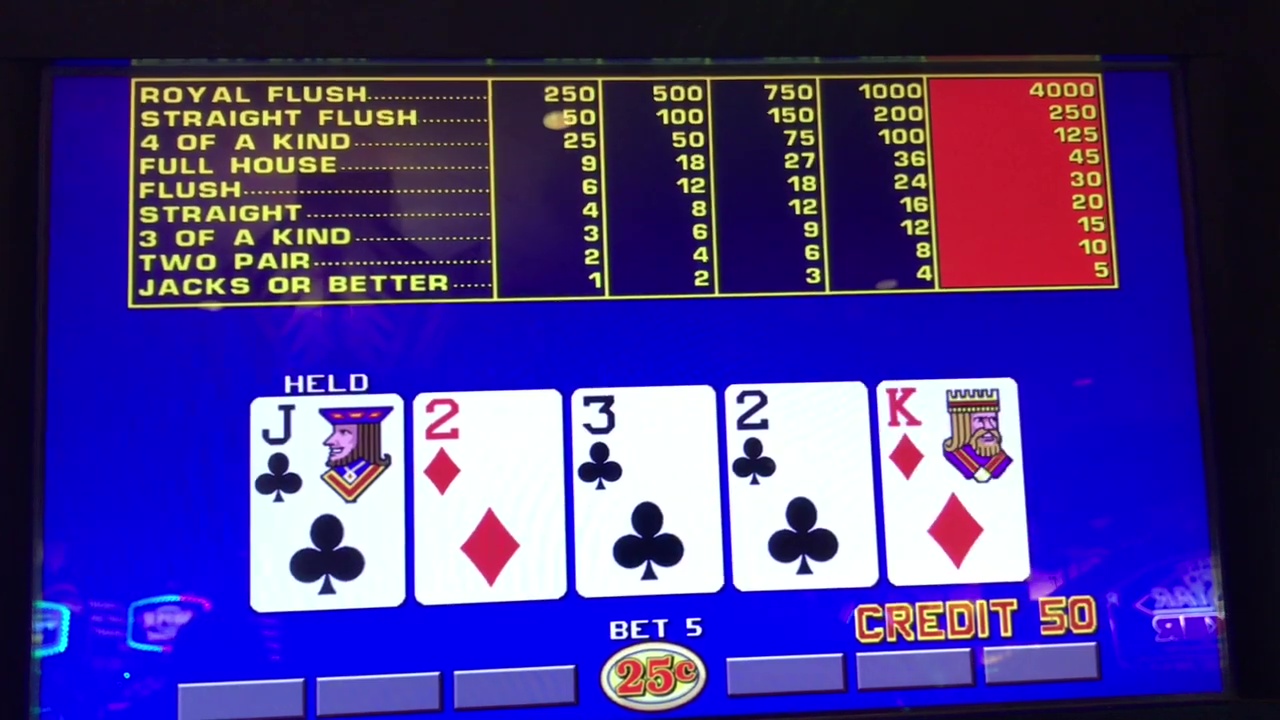 ROYAL FLUSH 250 500 750 1000 4000
STRAIGHT FLUSH 50 100 150 200 250
4 OF A KIND 25 50 75 100 125
FULL HOUSE 9 18 27 36 45
FLUSH 6 12 18 24 30
STRAIGHT 4 8 12 16 20
3 OF A KIND 3 6 9 12 15
TWO PAIR 2 4 6 8 10
JACKS OR BETTER 1 2 3 4 5
HELD
J 2 3 2 K
BET 5
CREDIT 50
25¢